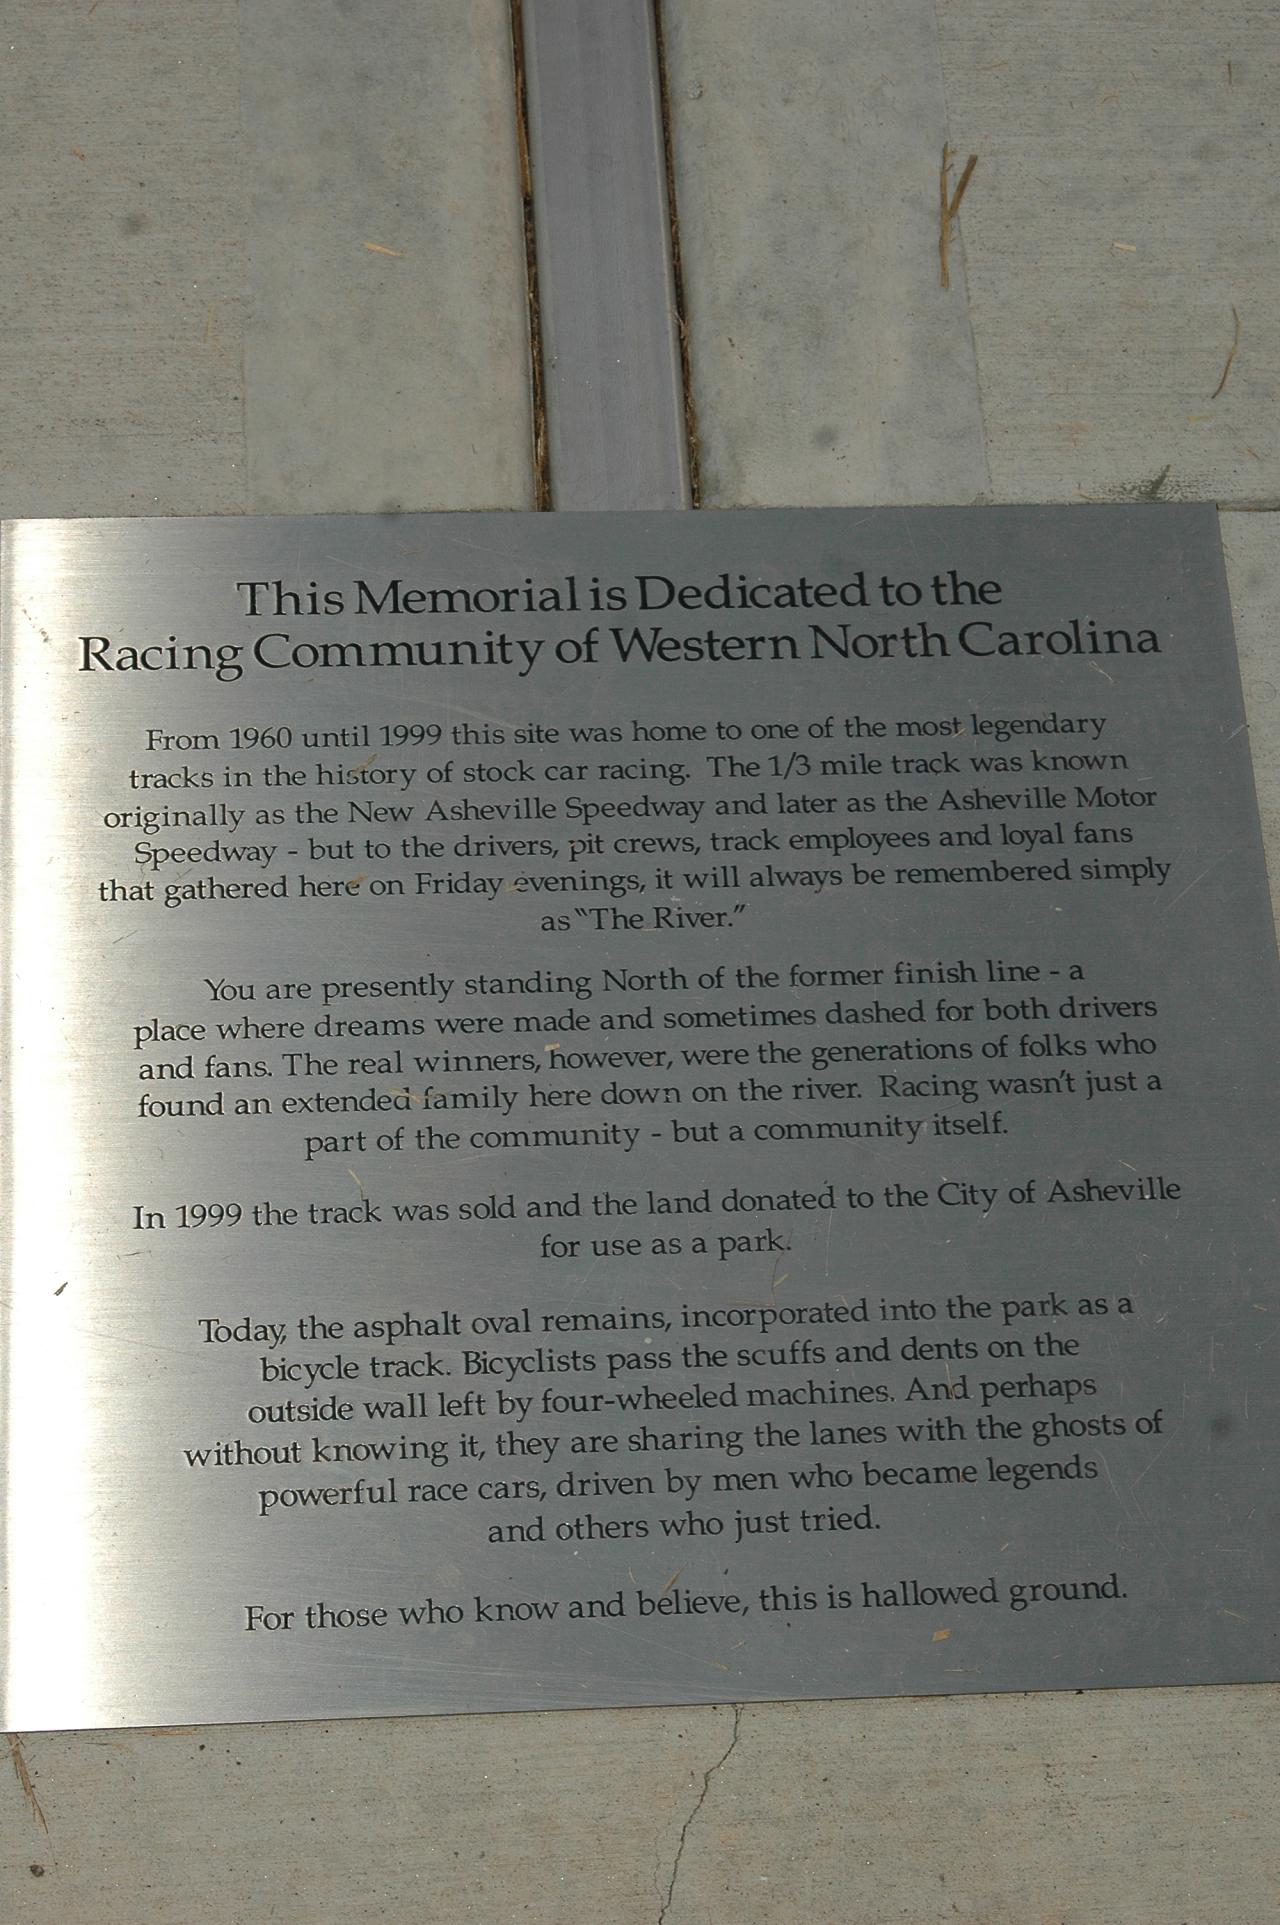 This Memorial is Dedicated to the
Racing Community of Western North Carolina
From 1960 until 1999 this site was home to one of the most legendary
tracks in the history of stock car racing. The 1/3 mile track was known
originally as the New Asheville Speedway and later as the Asheville Motor
Speedway - but to the drivers, pit crews, track employees and loyal fans
that gathered here on Friday evenings, it will always be remembered simply
as "The River."
You are presently standing North of the former finish line - a
place where dreams were made and sometimes dashed for both drivers
and fans. The real winners, however, were the generations of folks who
found an extended family here down on the river. Racing wasn't just a
part of the community - but a community itself.
In 1999 the track was sold and the land donated to the City of Asheville
for use as a park.
Today, the asphalt oval remains, incorporated into the park as a
bicycle track. Bicyclists pass the scuffs and dents on the
outside wall left by four-wheeled machines. And perhaps
without knowing it, they are sharing the lanes with the ghosts of
powerful race cars, driven by men who became legends
and others who just tried.
For those who know and believe, this is hallowed ground.